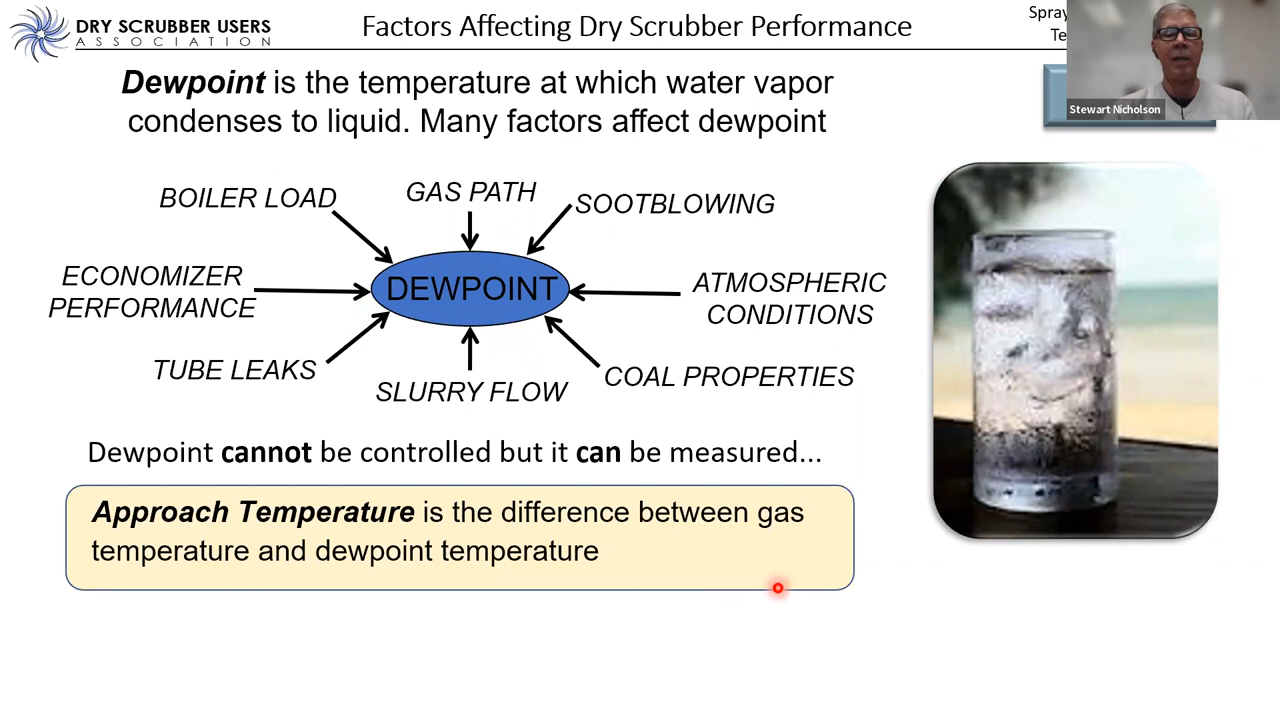 DRY SCRUBBER USERS
ASSOCIATION
Factors Affecting Dry Scrubber Performance
Spray
Te
Stewart Nicholson
Dewpoint is the temperature at which water vapor
condenses to liquid. Many factors affect dewpoint
BOILER LOAD
GAS PATH
SOOTBLOWING
ECONOMIZER
PERFORMANCE
DEWPOINT
ATMOSPHERIC
CONDITIONS
TUBE LEAKS
SLURRY FLOW
COAL PROPERTIES
Dewpoint cannot be controlled but it can be measured...
Approach Temperature is the difference between gas
temperature and dewpoint temperature